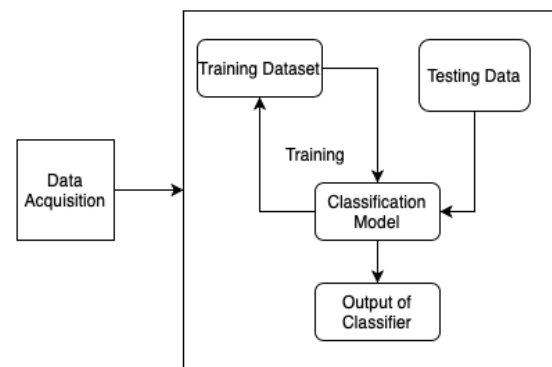 Training Dataset
Testing Data
Training
Data
Acquisition
Classification
Model
Output of
Classifier